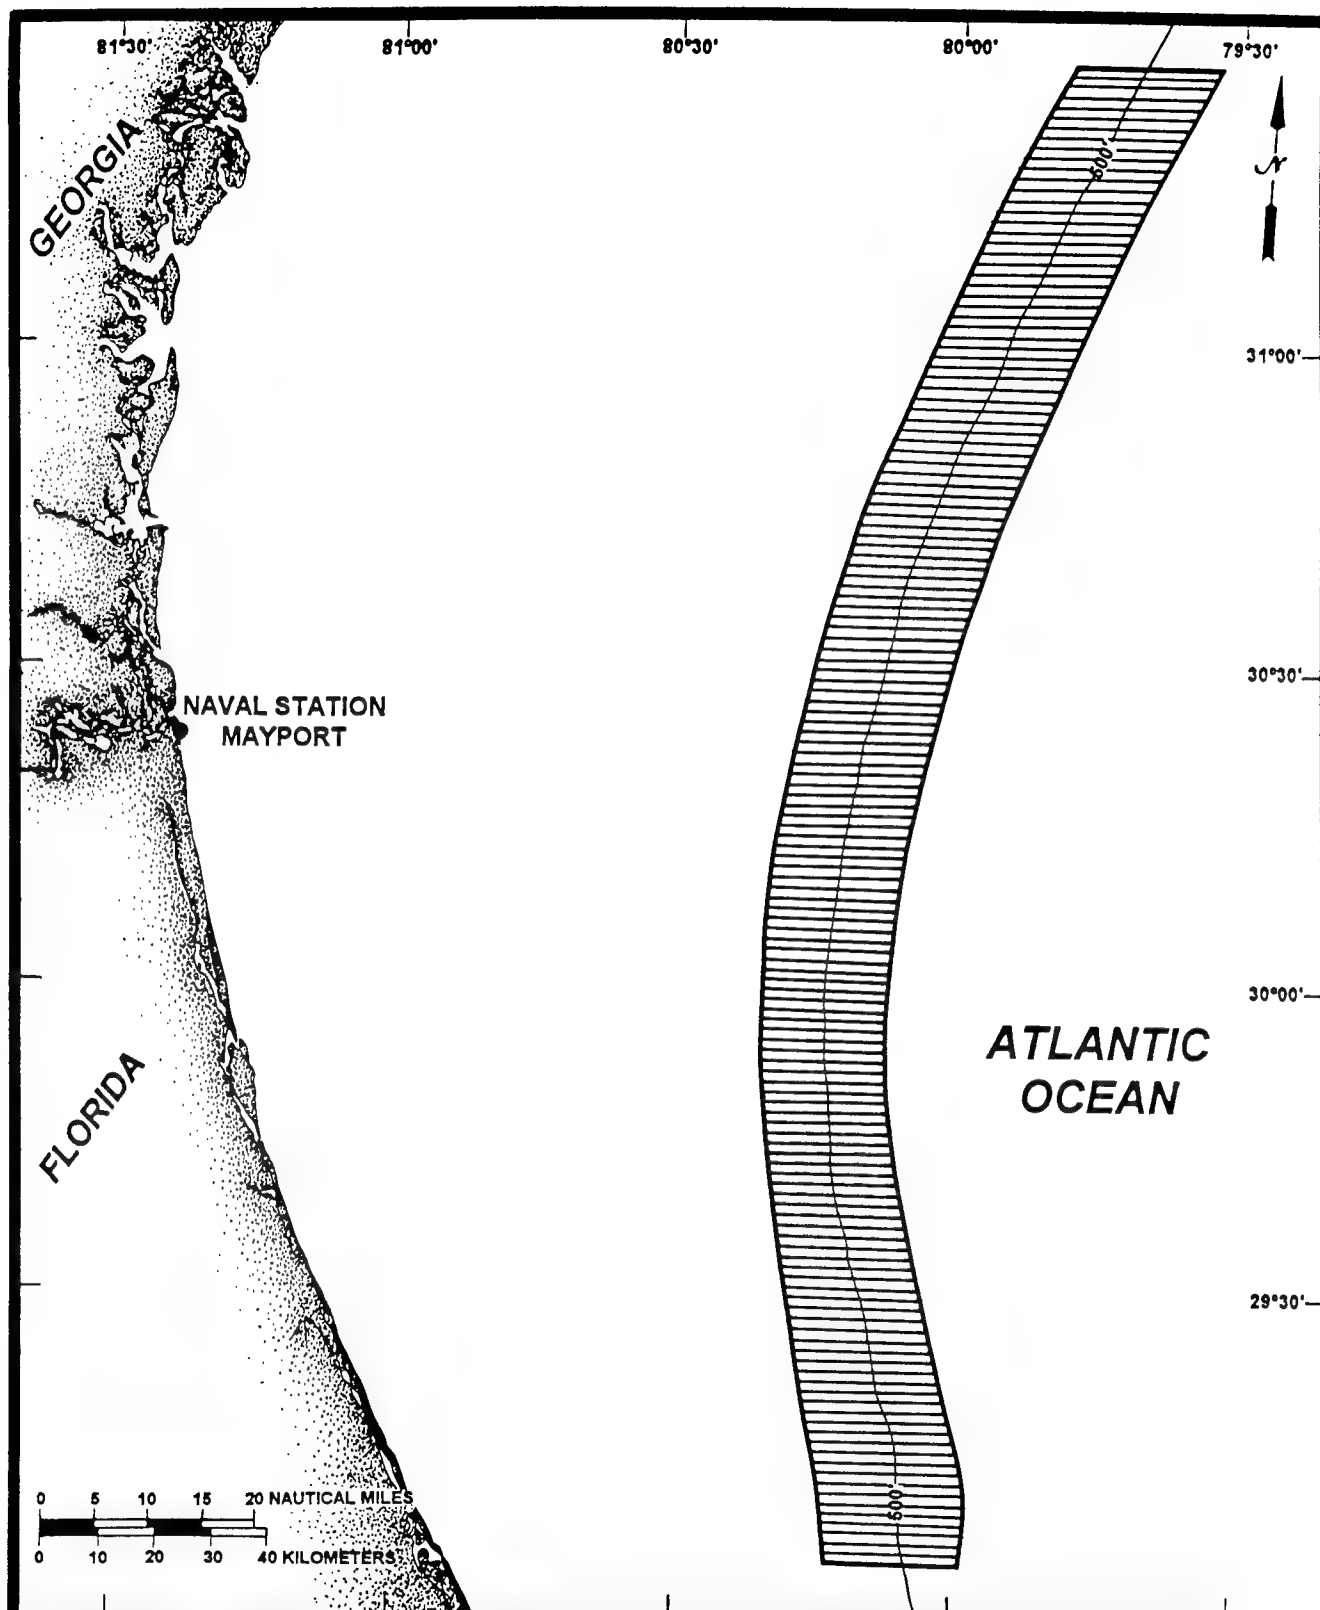 81°30'
81°00'
80°30'
80°00'
79°30'
GEORGIA
500'
N
31°00'
30°30'
NAVAL STATION
MAYPORT
30°00'
ATLANTIC
OCEAN
FLORIDA
29°30'
500'
0 5 10 15 20 NAUTICAL MILES
0 10 20 30 40 KILOMETERS